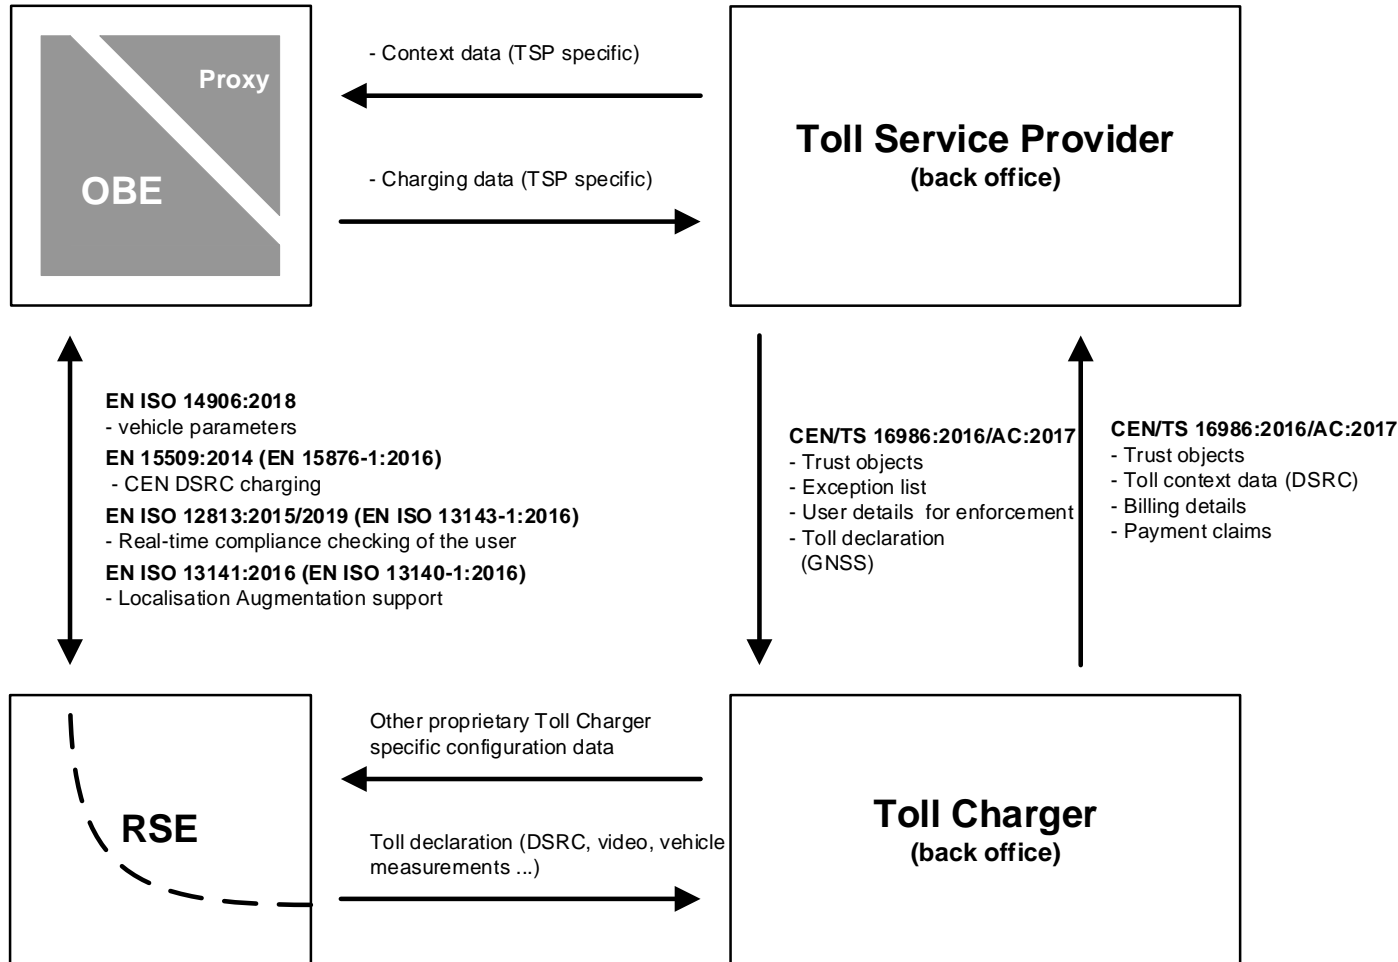 Proxy
OBE
- Context data (TSP specific)
- Charging data (TSP specific)
Toll Service Provider
(back office)
EN ISO 14906:2018
- vehicle parameters
EN 15509:2014 (EN 15876-1:2016)
- CEN DSRC charging
EN ISO 12813:2015/2019 (EN ISO 13143-1:2016)
- Real-time compliance checking of the user
EN ISO 13141:2016 (EN ISO 13140-1:2016)
- Localisation Augmentation support
CEN/TS 16986:2016/AC:2017
- Trust objects
- Exception list
- User details for enforcement
- Toll declaration
(GNSS)
CEN/TS 16986:2016/AC:2017
- Trust objects
- Toll context data (DSRC)
- Billing details
- Payment claims
RSE
Other proprietary Toll Charger
specific configuration data
Toll declaration (DSRC, video, vehicle
measurements ...)
Toll Charger
(back office)